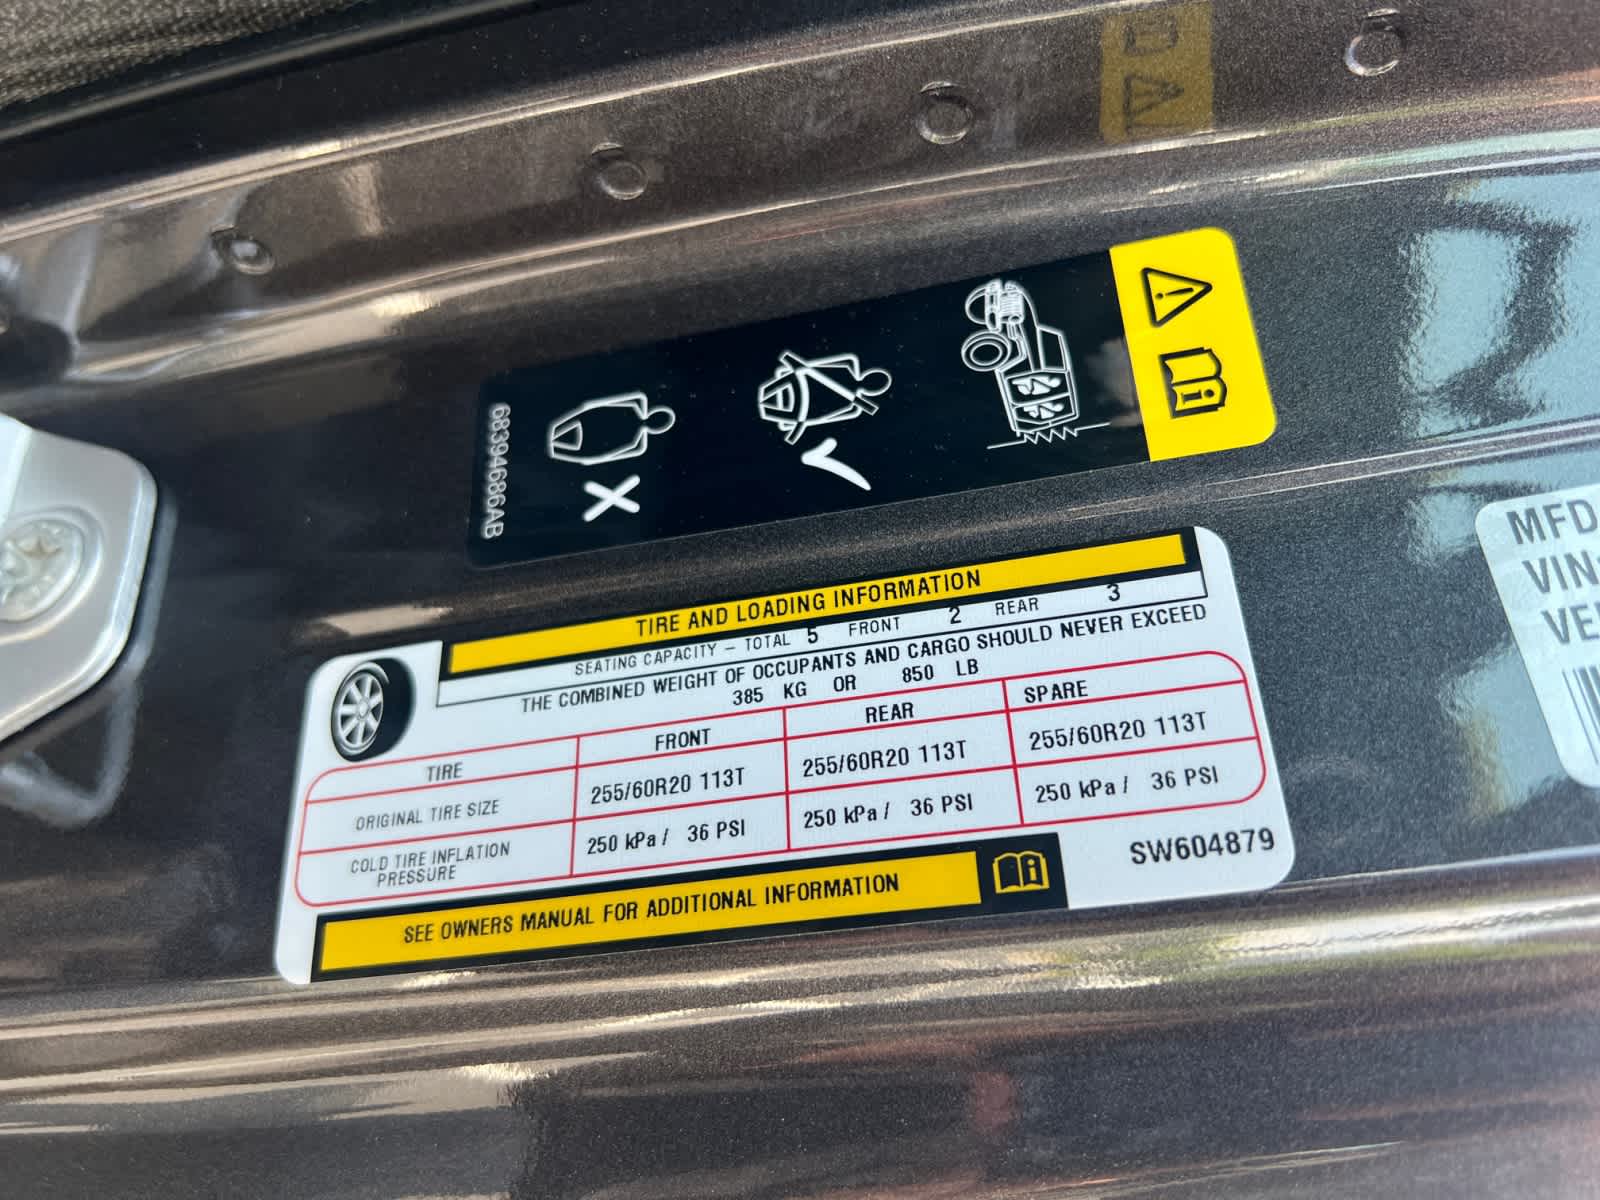 68394686AB
TIRE AND LOADING INFORMATION
SEATING CAPACITY – TOTAL 5 FRONT 2 REAR 3
THE COMBINED WEIGHT OF OCCUPANTS AND CARGO SHOULD NEVER EXCEED
385 KG OR 850 LB
TIRE FRONT REAR SPARE
ORIGINAL TIRE SIZE 255/60R20 113T 255/60R20 113T 255/60R20 113T
COLD TIRE INFLATION
PRESSURE 250 kPa / 36 PSI 250 kPa / 36 PSI 250 kPa / 36 PSI
SEE OWNERS MANUAL FOR ADDITIONAL INFORMATION
SW604879
MFD
VIN:
VE